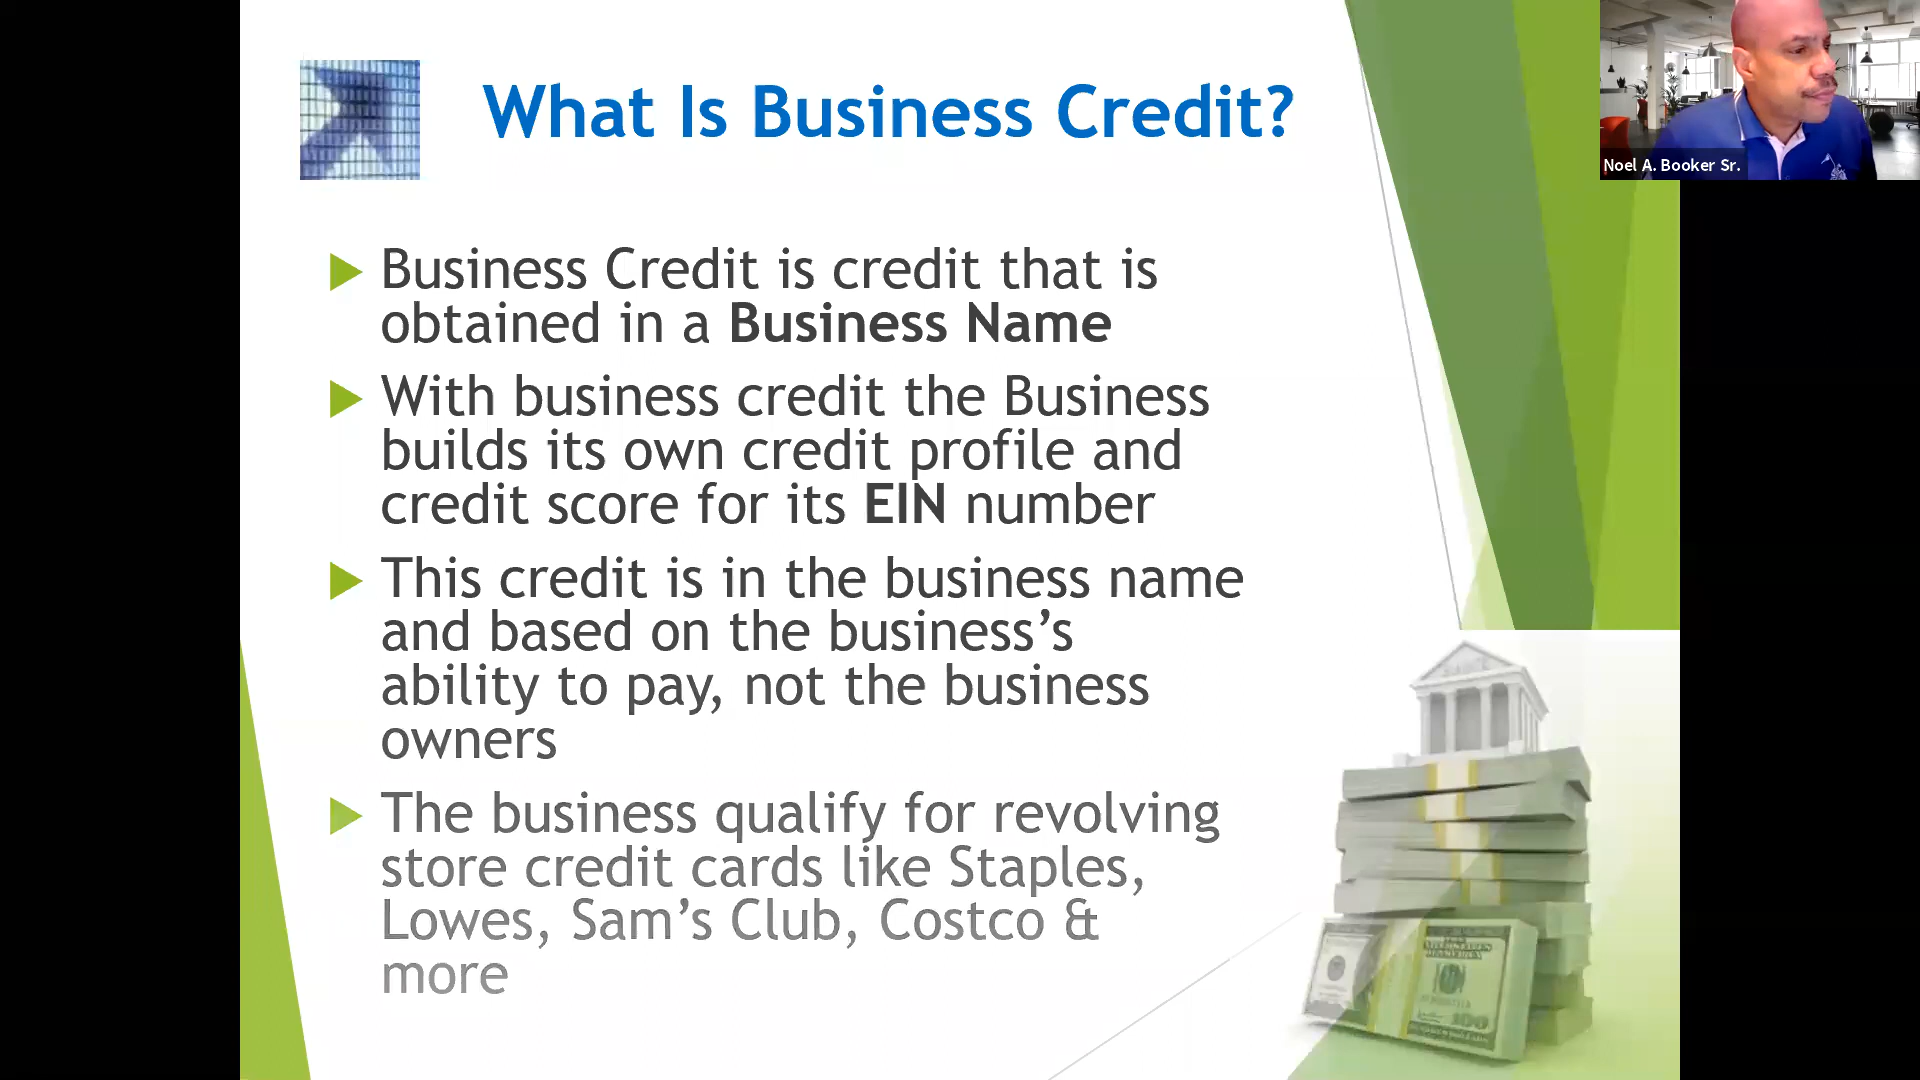 What Is Business Credit?
Noel A. Booker Sr.
Business Credit is credit that is
obtained in a Business Name
With business credit the Business
builds its own credit profile and
credit score for its EIN number
This credit is in the business name
and based on the business’s
ability to pay, not the business
owners
The business qualify for revolving
store credit cards like Staples,
Lowes, Sam’s Club, Costco &
more
100